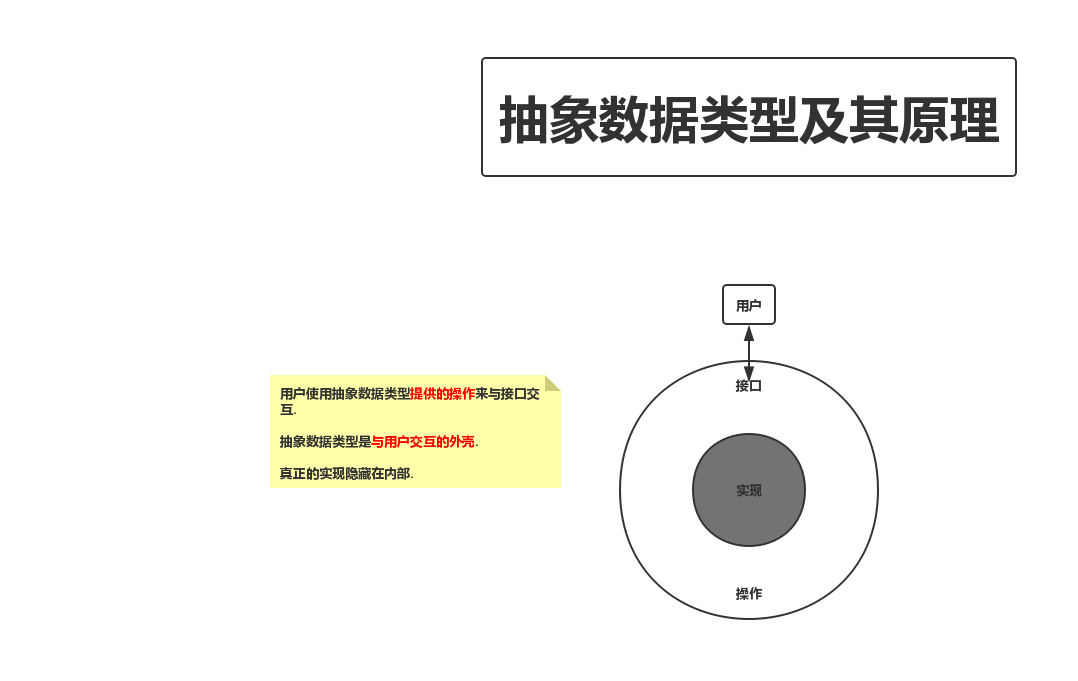 抽象数据类型及其原理
用户
用户使用抽象数据类型提供的操作来与接口交
互.
抽象数据类型是与用户交互的外壳.
真正的实现隐藏在内部.
接口
实现
操作